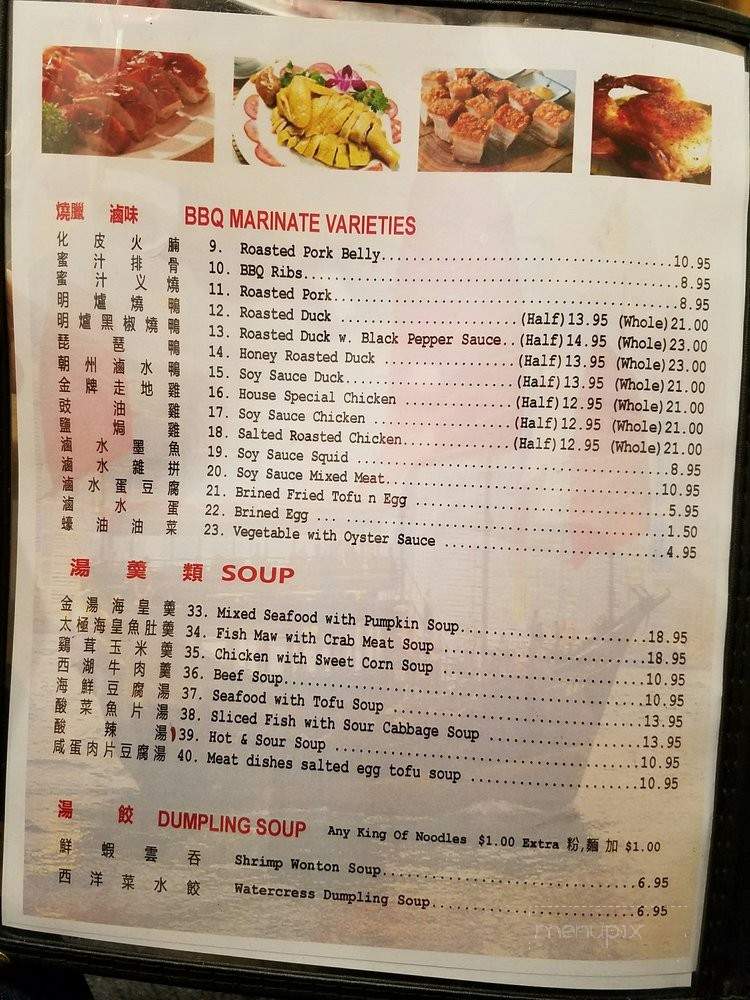 燒臘 滷味 BBQ MARINATE VARIETIES
化皮火腩 9. Roasted Pork Belly 10.95
蜜汁排骨 10. BBQ Ribs 8.95
蜜汁义燒 11. Roasted Pork 8.95
明爐燒鴨 12. Roasted Duck (Half)13.95 (Whole)21.00
明爐黑椒燒鴨 13. Roasted Duck w. Black Pepper Sauce (Half)14.95 (Whole)23.00
琵琶鴨 14. Honey Roasted Duck (Half)13.95 (Whole)23.00
朝州滷水鴨 15. Soy Sauce Duck (Half)13.95 (Whole)21.00
金牌走地雞 16. House Special Chicken (Half)12.95 (Whole)21.00
豉油雞 17. Soy Sauce Chicken (Half)12.95 (Whole)21.00
鹽焗雞 18. Salted Roasted Chicken (Half)12.95 (Whole)21.00
滷水墨魚 19. Soy Sauce Squid 8.95
滷水雜拼 20. Soy Sauce Mixed Meat 10.95
滷水蛋豆腐 21. Brined Fried Tofu n Egg 5.95
滷水蛋 22. Brined Egg ... 1.50
蠔油油菜 23. Vegetable with Oyster Sauce 4.95
湯羹類 SOUP
金湯海皇羹 33. Mixed Seafood with Pumpkin Soup 18.95
太極海皇魚肚羹 34. Fish Maw with Crab Meat Soup 18.95
鷄茸玉米羹 35. Chicken with Sweet Corn Soup 10.95
西湖牛肉羹 36. Beef Soup 10.95
海鮮豆腐湯 37. Seafood with Tofu Soup 13.95
酸菜魚片湯 38. Sliced Fish with Sour Cabbage Soup 13.95
酸辣湯 39. Hot & Sour Soup 10.95
咸蛋肉片豆腐湯 40. Meat dishes salted egg tofu soup 10.95
湯餃 DUMPLING SOUP Any King Of Noodles $1.00 Extra 粉,麵 加 $1.00
鮮蝦雲吞 Shrimp Wonton Soup 6.95
西洋菜水餃 Watercress Dumpling Soup 6.95
menupix